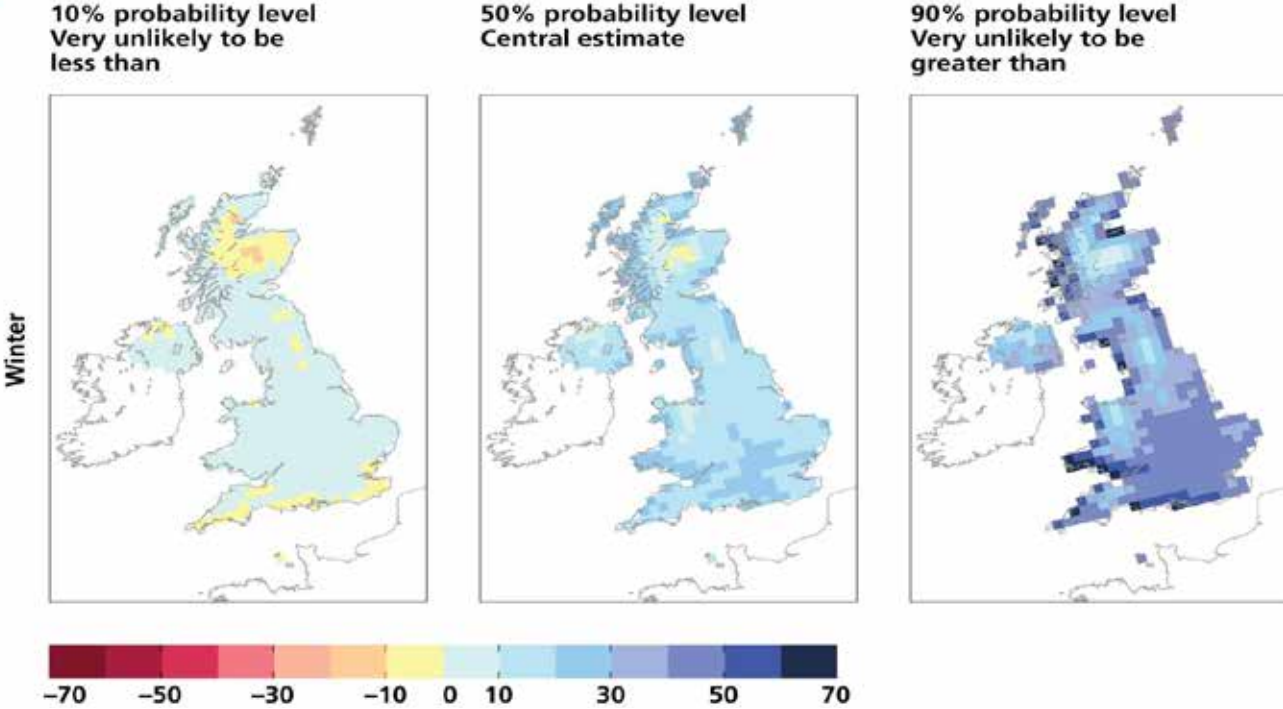 10% probability level
Very unlikely to be
less than
50% probability level
Central estimate
90% probability level
Very unlikely to be
greater than
Winter
–70 –50 –30 –10 0 10 30 50 70